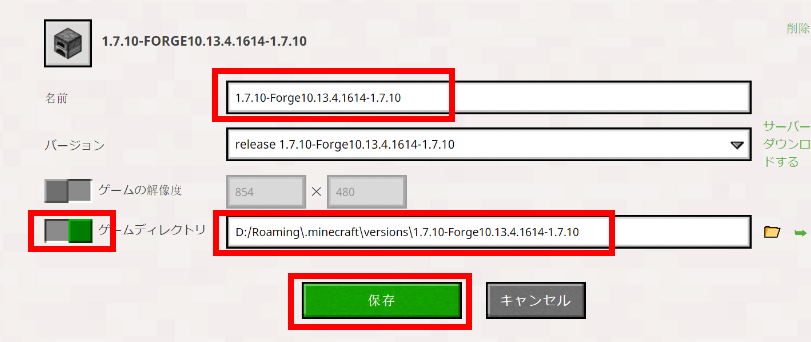 1.7.10-FORGE10.13.4.1614-1.7.10
削除
名前
1.7.10-Forge10.13.4.1614-1.7.10
バージョン
release 1.7.10-Forge10.13.4.1614-1.7.10
サーバー
ダウンロ
ドする
ゲームの解像度
854 × 480
ゲームディレクトリ
D:/Roaming\.minecraft\versions\1.7.10-Forge10.13.4.1614-1.7.10
保存
キャンセル